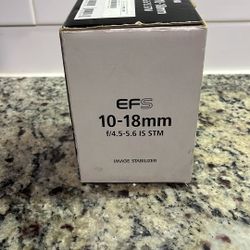 EFS
10-18mm
f/4.5-5.6 IS STM
IMAGE STABILIZER